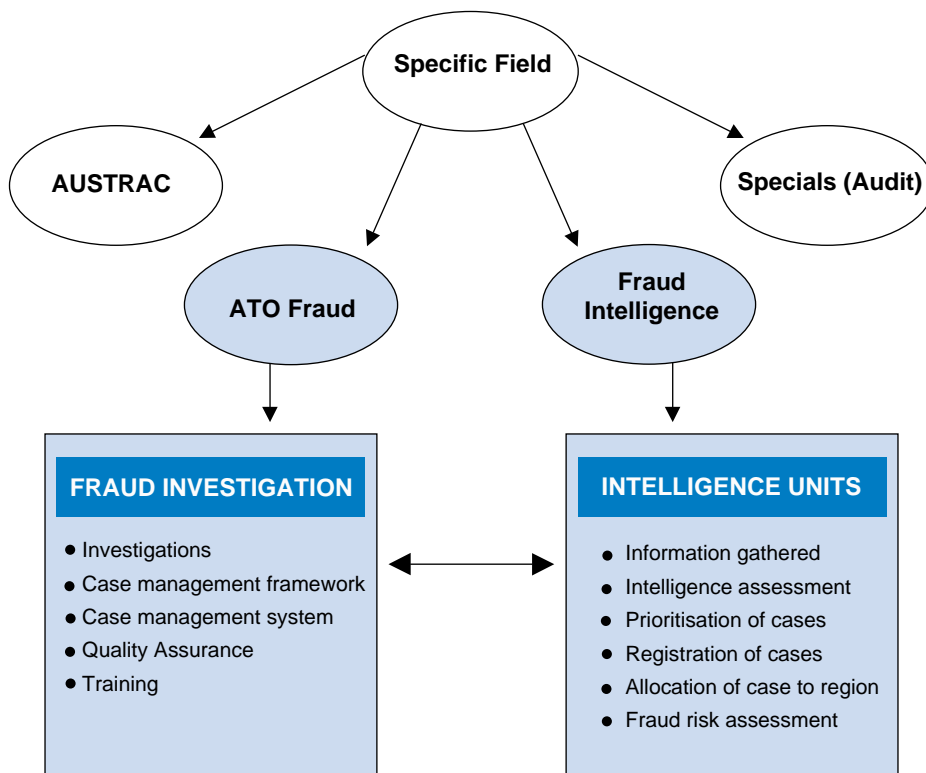 Specific Field
AUSTRAC
Specials (Audit)
ATO Fraud
Fraud
Intelligence
FRAUD INVESTIGATION
● Investigations
● Case management framework
● Case management system
● Quality Assurance
● Training
INTELLIGENCE UNITS
● Information gathered
● Intelligence assessment
● Prioritisation of cases
● Registration of cases
● Allocation of case to region
● Fraud risk assessment